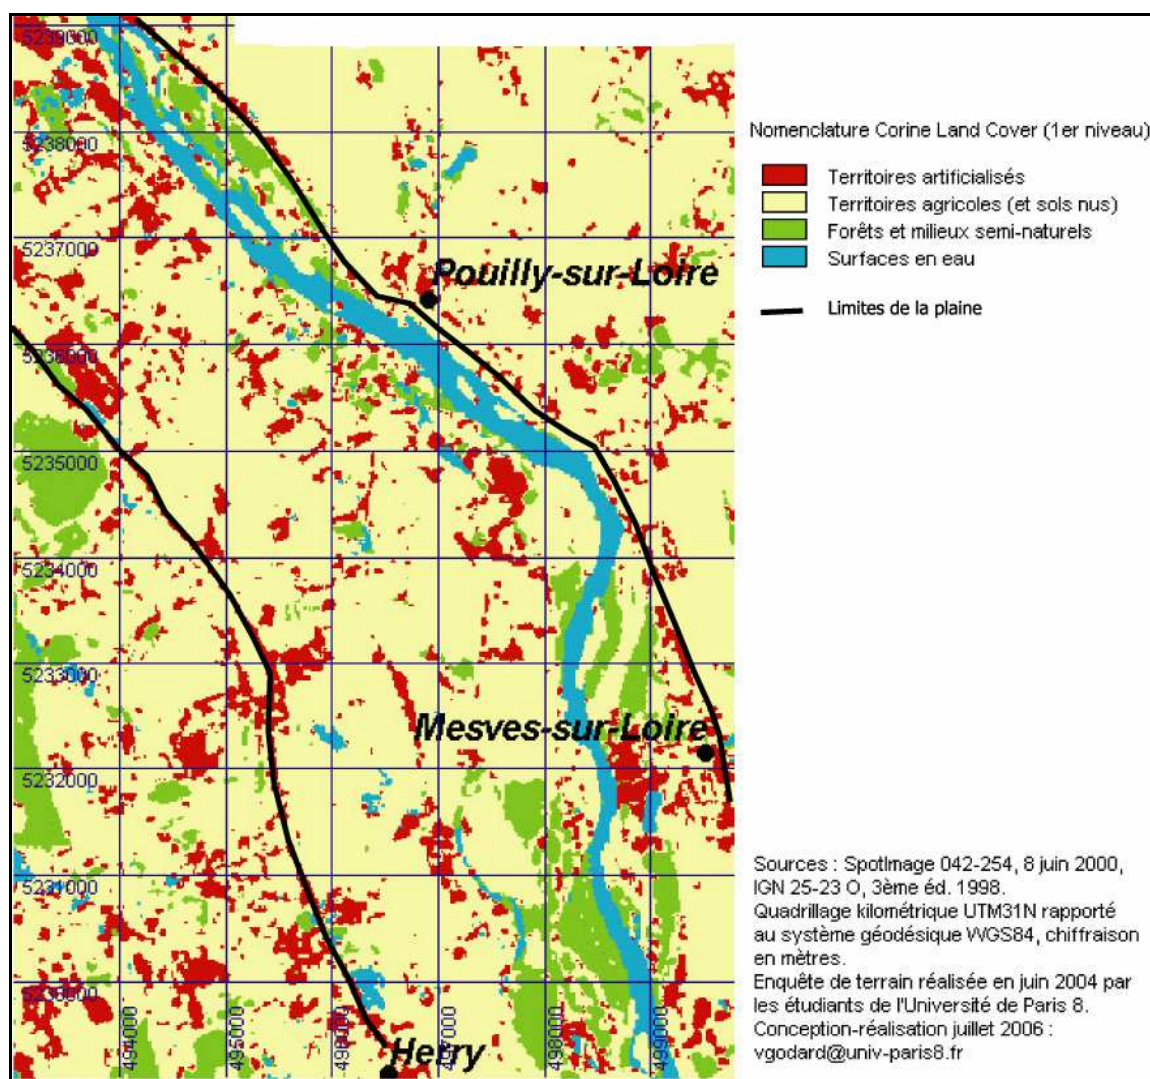 5239000
5238000
5237000
5236000
5235000
5234000
5233000
5232000
5231000
5230000
494000
495000
496000
497000
498000
499000
Pouilly-sur-Loire
Mesves-sur-Loire
Herry
Nomenclature Corine Land Cover (1er niveau)
Territoires artificialisés
Territoires agricoles (et sols nus)
Forêts et milieux semi-naturels
Surfaces en eau
Limites de la plaine
Sources : SpotImage 042-254, 8 juin 2000,
IGN 25-23 O, 3ème éd. 1998.
Quadrillage kilométrique UTM31N rapporté
au système géodésique WGS84, chiffraison
en mètres.
Enquête de terrain réalisée en juin 2004 par
les étudiants de l'Université de Paris 8.
Conception-réalisation juillet 2006 :
vgodard@univ-paris8.fr